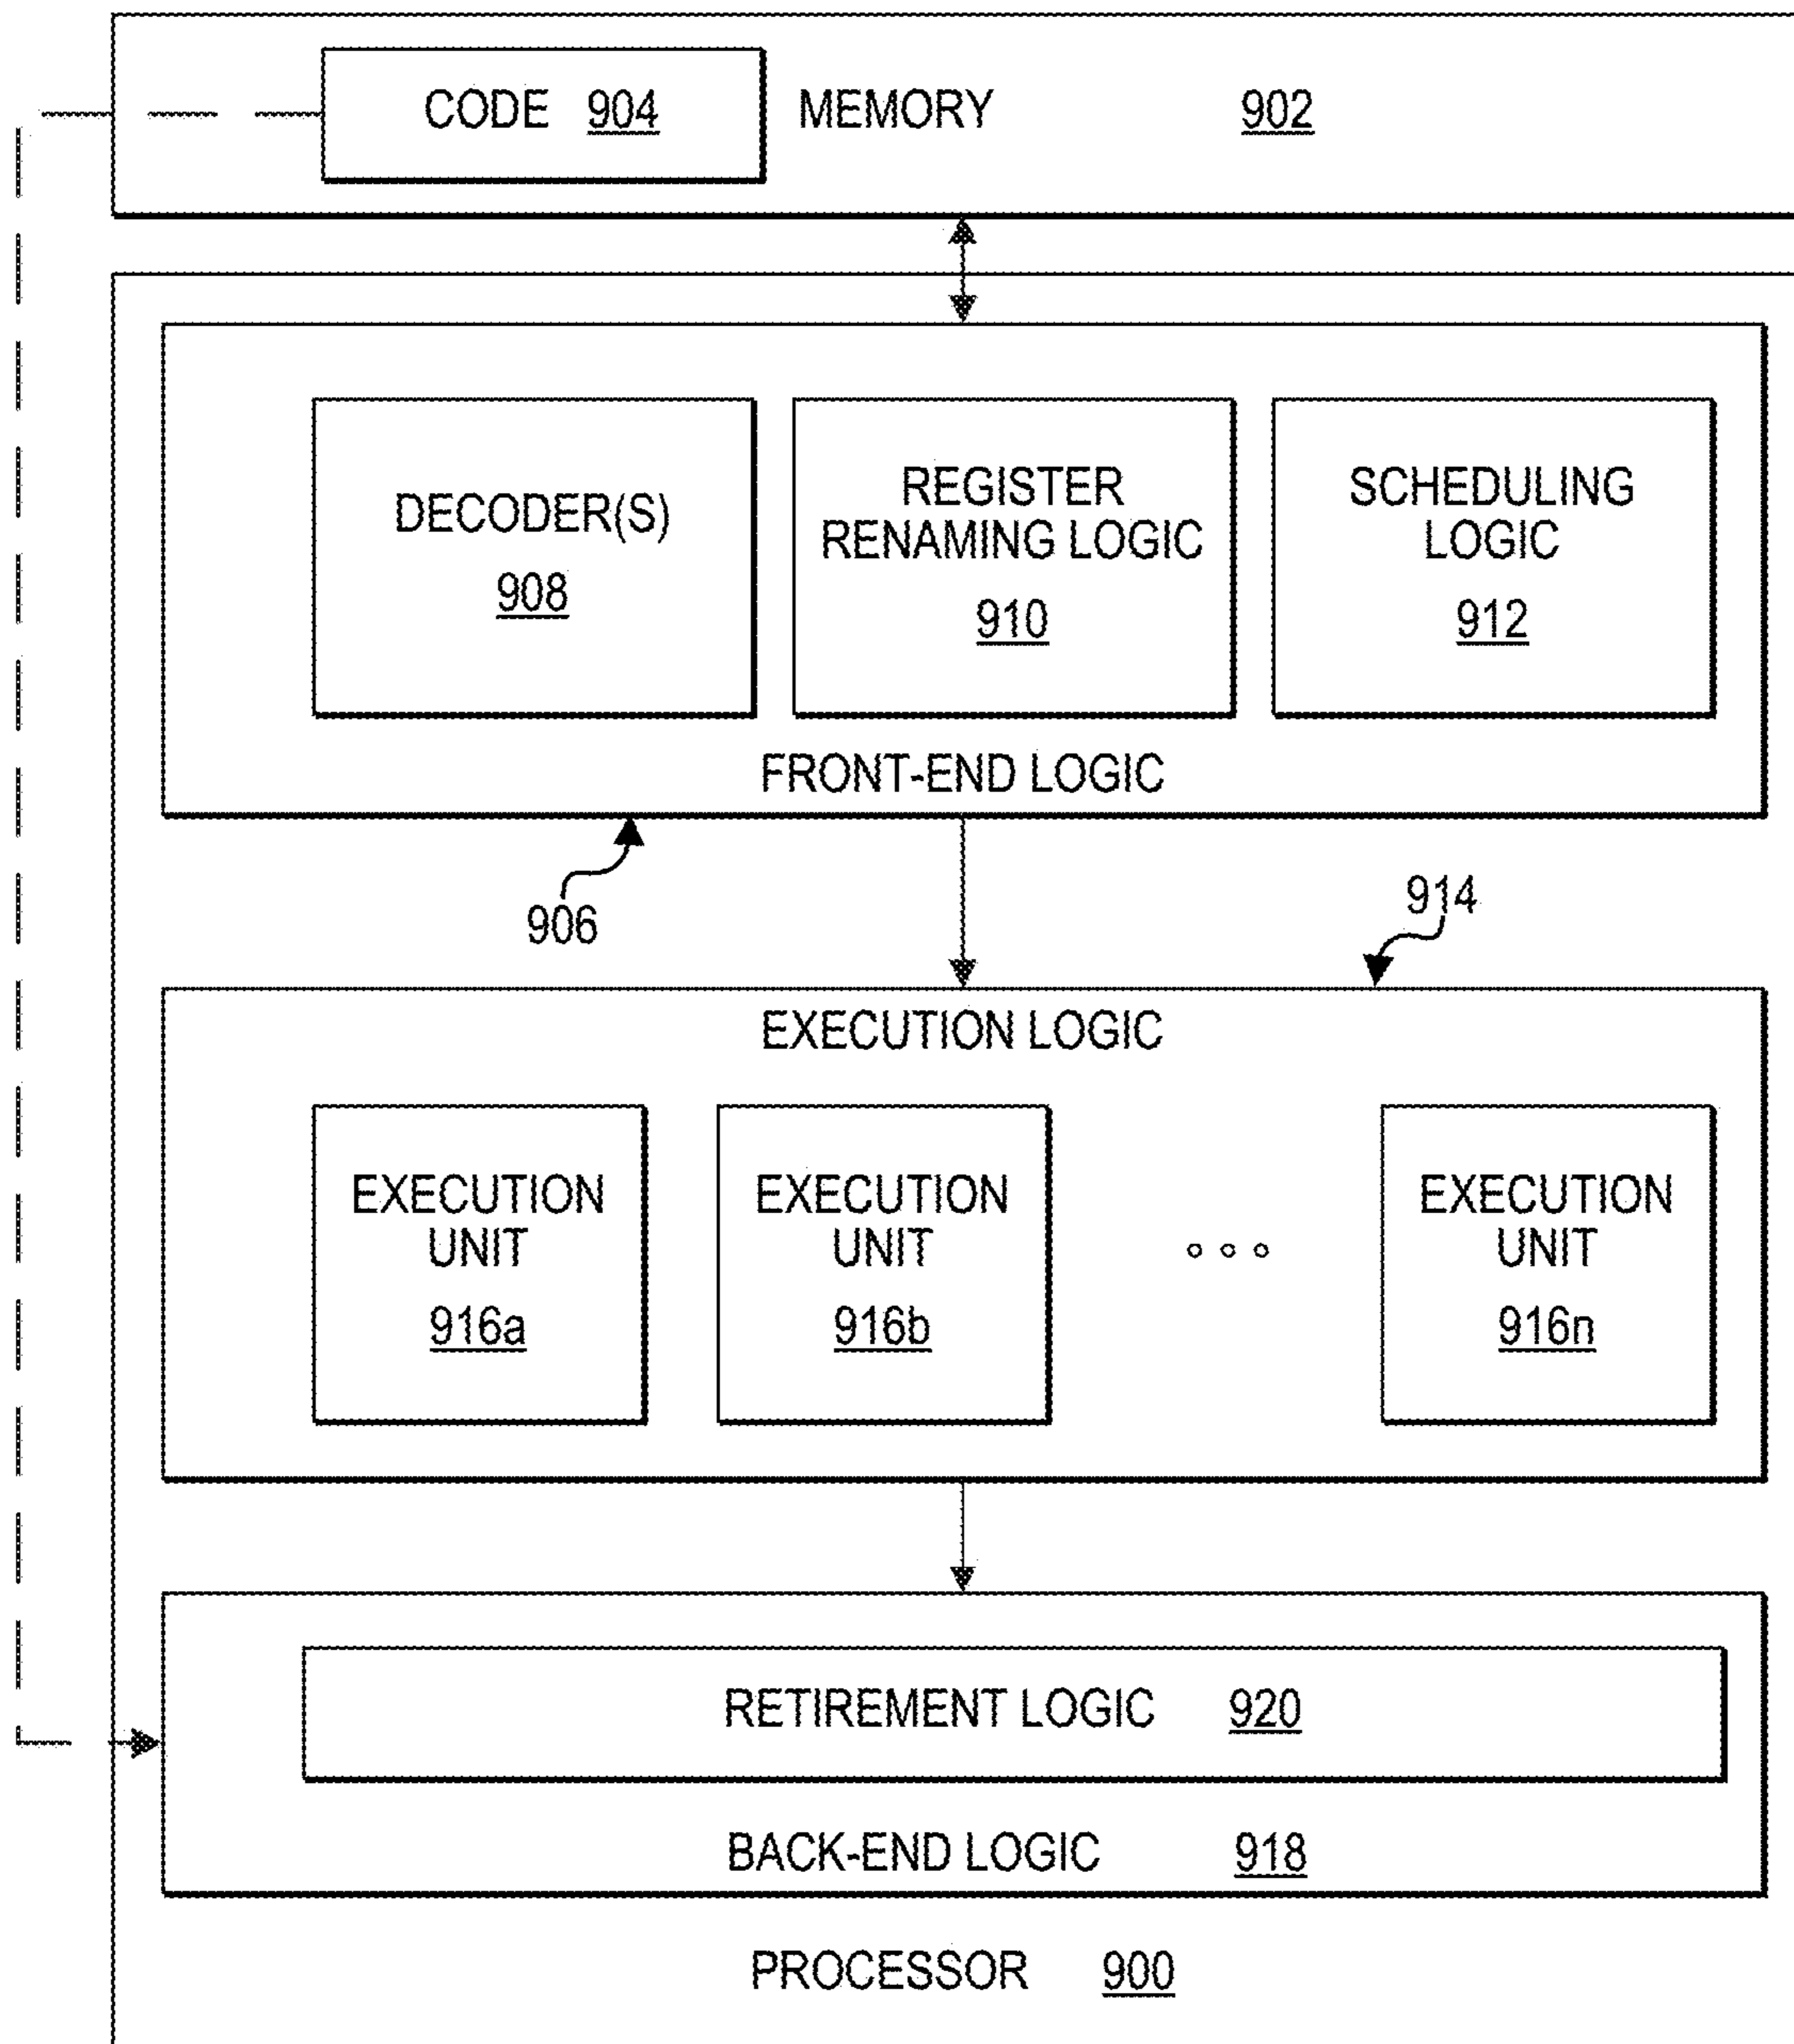 CODE 904 MEMORY 902
DECODER(S)
908
REGISTER
RENAMING LOGIC
910
SCHEDULING
LOGIC
912
FRONT-END LOGIC
906
914
EXECUTION LOGIC
EXECUTION
UNIT
916a
EXECUTION
UNIT
916b
EXECUTION
UNIT
916n
RETIREMENT LOGIC 920
BACK-END LOGIC 918
PROCESSOR 900